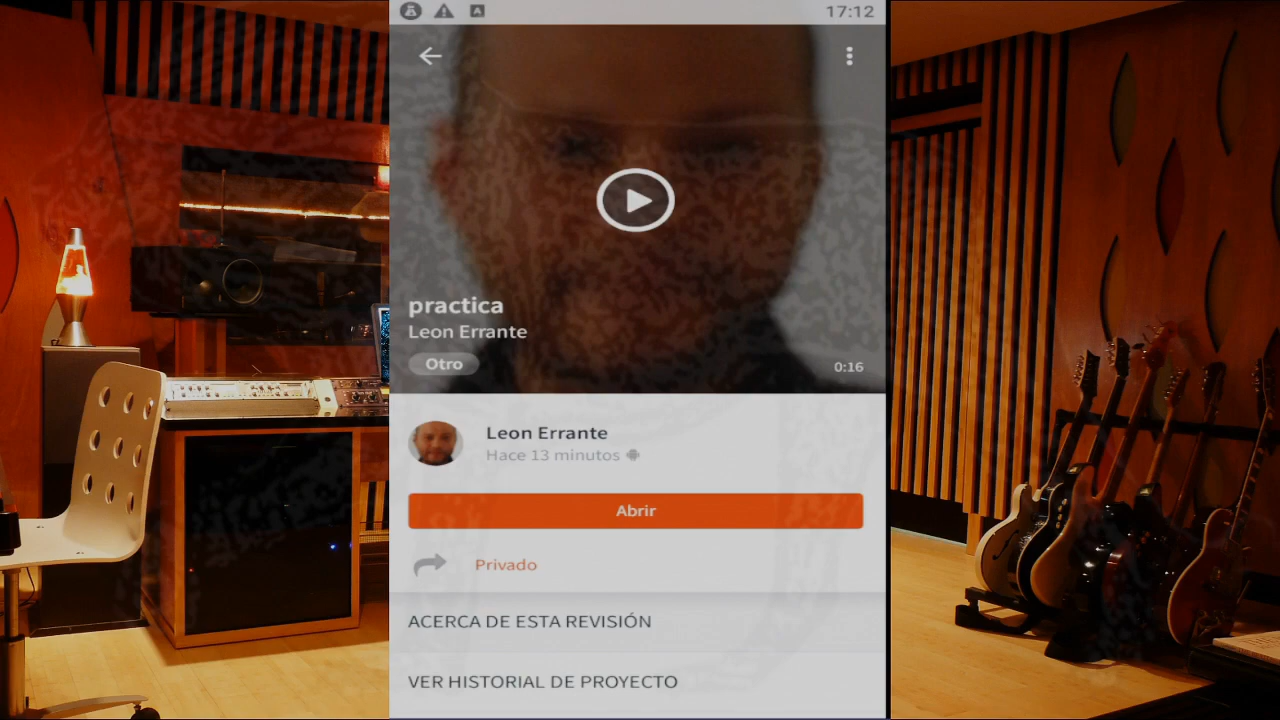 17:12
practica
Leon Errante
Otro
0:16
Leon Errante
Hace 13 minutos
Abrir
Privado
ACERCA DE ESTA REVISIÓN
VER HISTORIAL DE PROYECTO